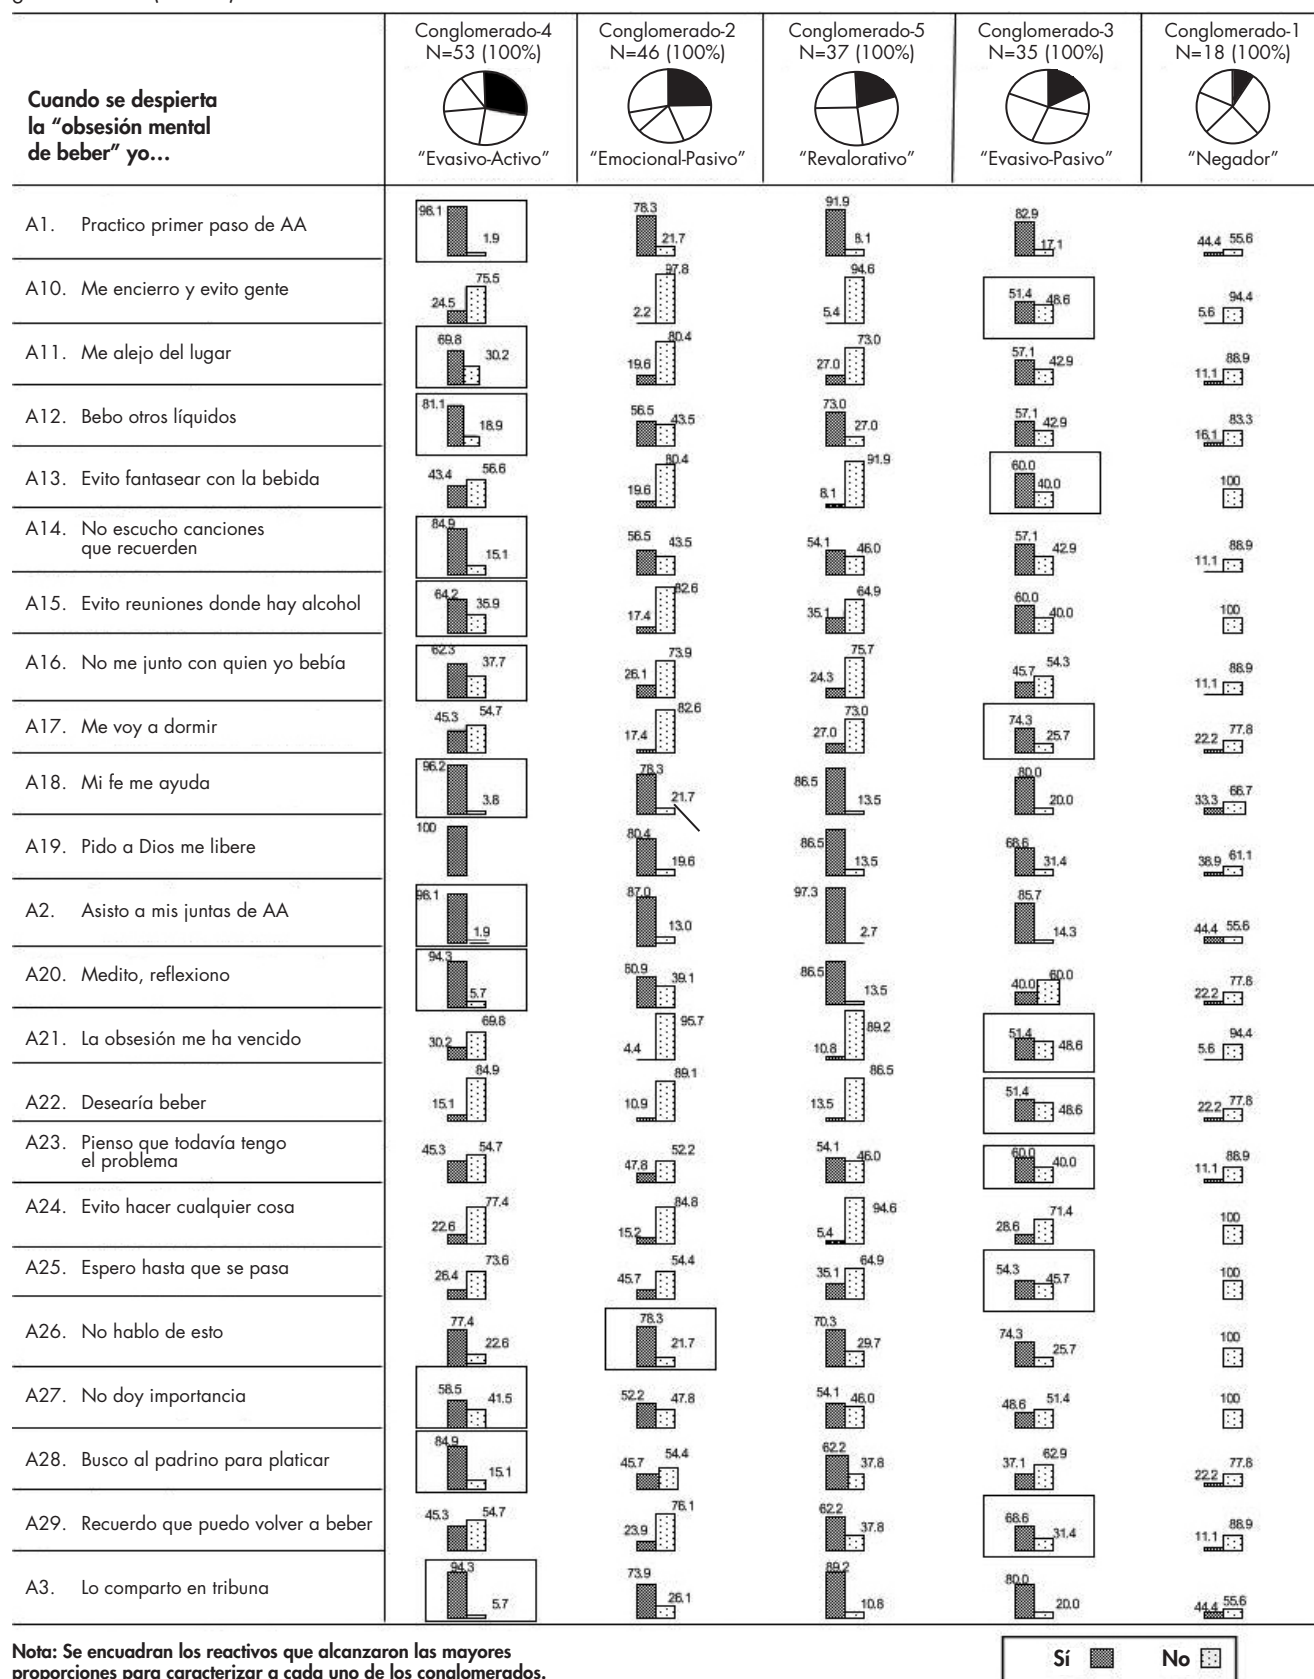 Conglomerado-4 Conglomerado-2 Conglomerado-5 Conglomerado-3 Conglomerado-1
N=53 (100%) N=46 (100%) N=37 (100%) N=35 (100%) N=18 (100%)
Cuando se despierta
la “obsesión mental
de beber” yo...
“Evasivo-Activo” “Emocional-Pasivo” “Revalorativo” “Evasivo-Pasivo” “Negador”
A1. Practico primer paso de AA 98.1 1.9 78.3 21.7 91.9 8.1 82.9 17.1 44.4 55.6
A10. Me encierro y evito gente 24.5 75.5 2.2 97.8 5.4 94.6 51.4 48.6 5.6 94.4
A11. Me alejo del lugar 69.8 30.2 19.6 80.4 27.0 73.0 57.1 42.9 11.1 88.9
A12. Bebo otros líquidos 81.1 18.9 56.5 43.5 73.0 27.0 57.1 42.9 16.1 83.3
A13. Evito fantasear con la bebida 43.4 56.6 19.6 80.4 8.1 91.9 60.0 40.0 100
A14. No escucho canciones
que recuerden 84.9 15.1 56.5 43.5 54.1 46.0 57.1 42.9 11.1 88.9
A15. Evito reuniones donde hay alcohol 64.2 35.9 17.4 82.6 35.1 64.9 60.0 40.0 100
A16. No me junto con quien yo bebía 62.3 37.7 26.1 73.9 24.3 75.7 45.7 54.3 11.1 88.9
A17. Me voy a dormir 45.3 54.7 17.4 82.6 27.0 73.0 74.3 25.7 22.2 77.8
A18. Mi fe me ayuda 96.2 3.8 78.3 21.7 86.5 13.5 80.0 20.0 33.3 66.7
A19. Pido a Dios me libere 100 80.4 19.6 86.5 13.5 68.6 31.4 38.9 61.1
A2. Asisto a mis juntas de AA 98.1 1.9 87.0 13.0 97.3 2.7 85.7 14.3 44.4 55.6
A20. Medito, reflexiono 94.3 5.7 60.9 39.1 86.5 13.5 40.0 60.0 22.2 77.8
A21. La obsesión me ha vencido 30.2 69.8 4.4 95.7 10.8 89.2 51.4 48.6 5.6 94.4
A22. Desearía beber 15.1 84.9 10.9 89.1 13.5 86.5 51.4 48.6 22.2 77.8
A23. Pienso que todavía tengo
el problema 45.3 54.7 47.8 52.2 54.1 46.0 60.0 40.0 11.1 88.9
A24. Evito hacer cualquier cosa 22.6 77.4 15.2 84.8 5.4 94.6 28.6 71.4 100
A25. Espero hasta que se pasa 26.4 73.6 45.7 54.4 35.1 64.9 54.3 45.7 100
A26. No hablo de esto 77.4 22.6 78.3 21.7 70.3 29.7 74.3 25.7 100
A27. No doy importancia 58.5 41.5 52.2 47.8 54.1 46.0 48.6 51.4 100
A28. Busco al padrino para platicar 84.9 15.1 45.7 54.4 62.2 37.8 37.1 62.9 22.2 77.8
A29. Recuerdo que puedo volver a beber 45.3 54.7 23.9 76.1 62.2 37.8 68.6 31.4 11.1 88.9
A3. Lo comparto en tribuna 94.3 5.7 73.9 26.1 89.2 10.8 80.0 20.0 44.4 55.6
Nota: Se encuadran los reactivos que alcanzaron las mayores
proporciones para caracterizar a cada uno de los conglomerados.
Sí No